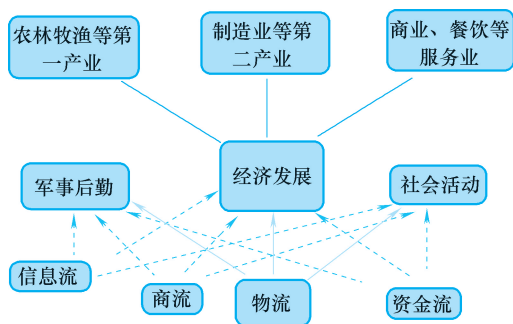 农林牧渔等第
一产业
制造业等第
二产业
商业、餐饮等
服务业
军事后勤
经济发展
社会活动
信息流
商流
物流
资金流